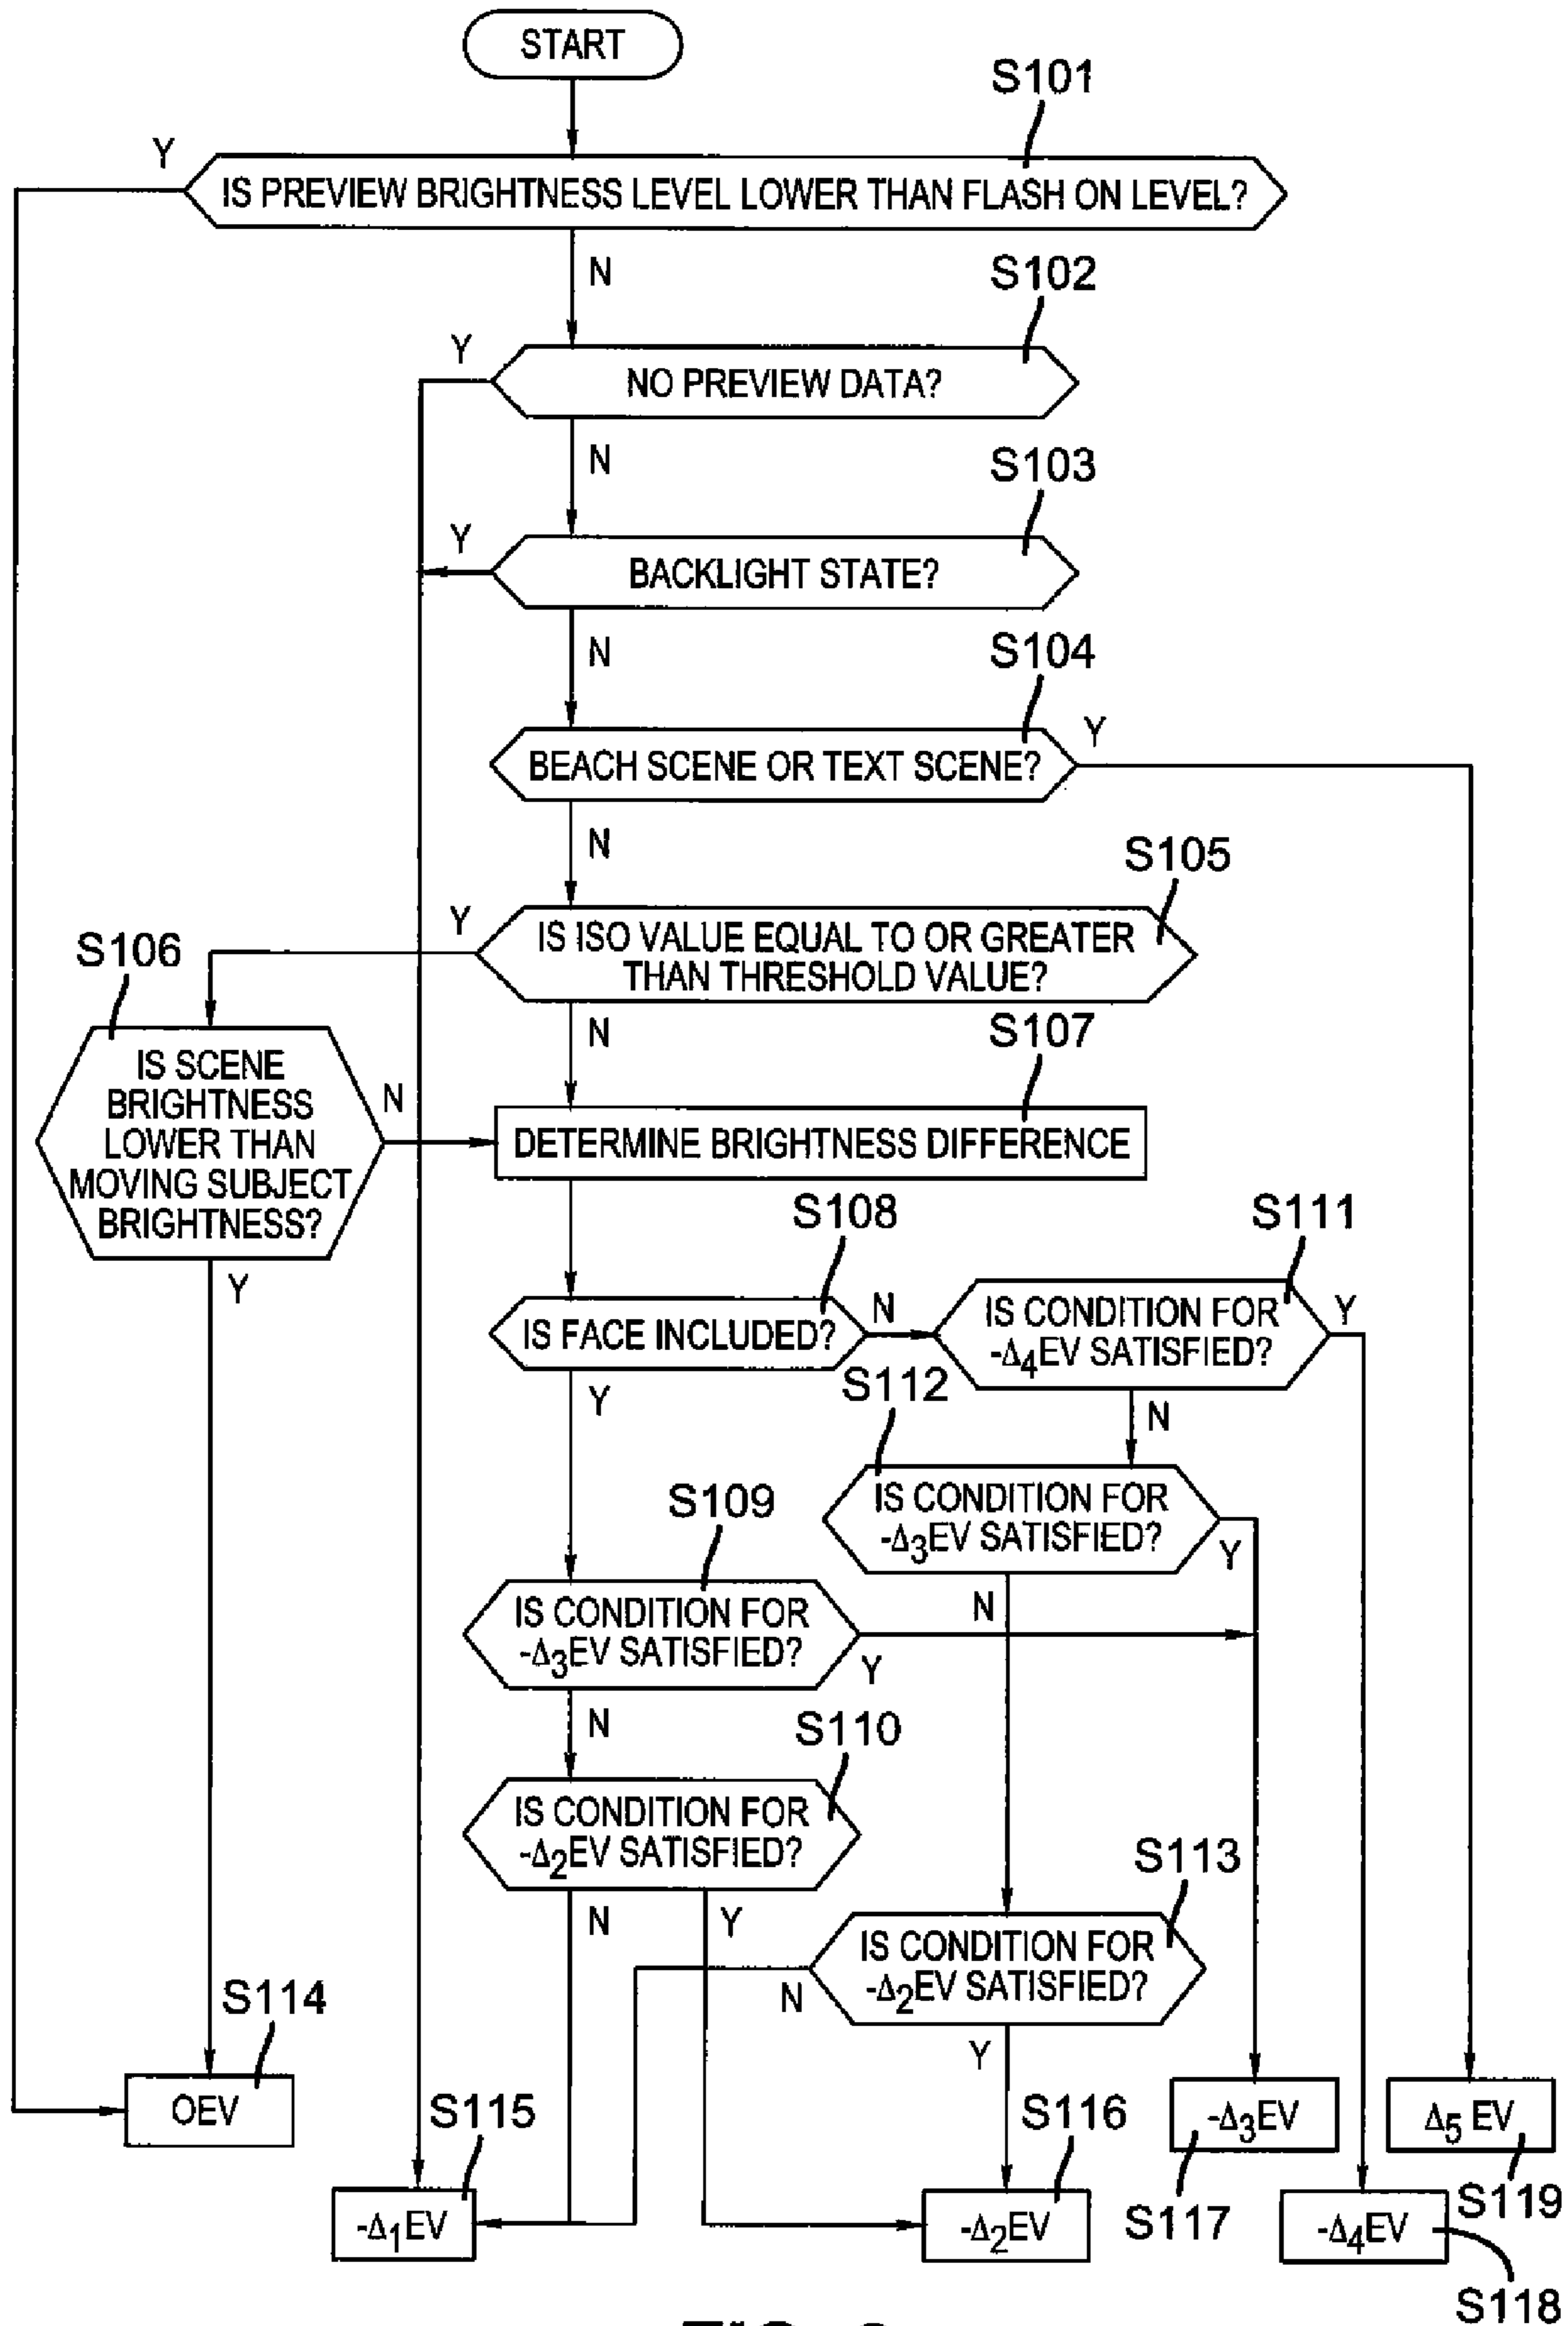 START
S101
Y
IS PREVIEW BRIGHTNESS LEVEL LOWER THAN FLASH ON LEVEL?
N
S102
Y
NO PREVIEW DATA?
N
S103
Y
BACKLIGHT STATE?
N
S104
Y
BEACH SCENE OR TEXT SCENE?
N
S105
Y
IS ISO VALUE EQUAL TO OR GREATER
THAN THRESHOLD VALUE?
S106
N
S107
IS SCENE
BRIGHTNESS
LOWER THAN
MOVING SUBJECT
BRIGHTNESS?
N
DETERMINE BRIGHTNESS DIFFERENCE
Y
S108
S111
IS FACE INCLUDED?
N
IS CONDITION FOR
-Δ4EV SATISFIED?
Y
Y
S112
N
IS CONDITION FOR
-Δ3EV SATISFIED?
Y
N
S109
IS CONDITION FOR
-Δ3EV SATISFIED?
Y
N
S110
IS CONDITION FOR
-Δ2EV SATISFIED?
N
Y
S113
IS CONDITION FOR
-Δ2EV SATISFIED?
N
Y
S114
OEV
S115
-Δ1EV
S116
-Δ2EV
-Δ3EV
S117
Δ5 EV
S119
-Δ4EV
S118